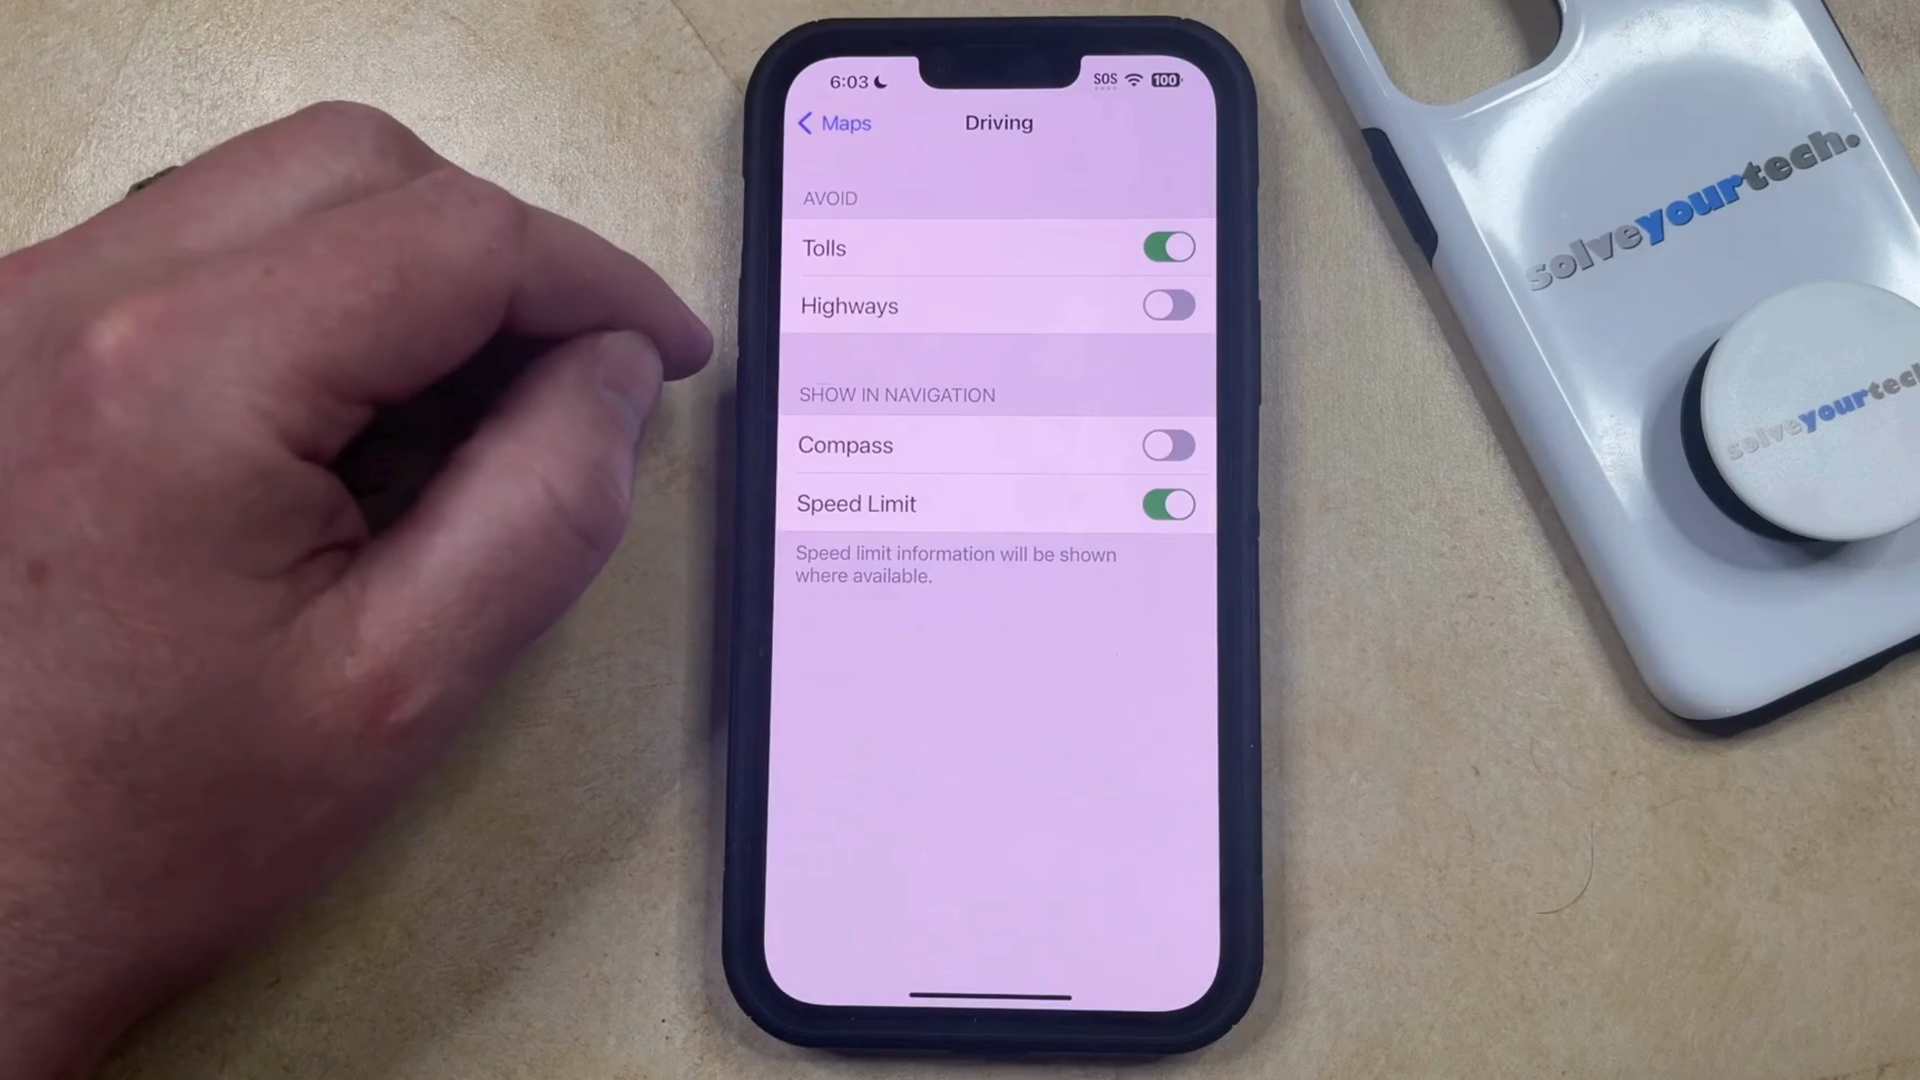 6:03
SOS
100
Maps
Driving
AVOID
Tolls
Highways
SHOW IN NAVIGATION
Compass
Speed Limit
Speed limit information will be shown
where available.
solveyourtech.
solveyourtech